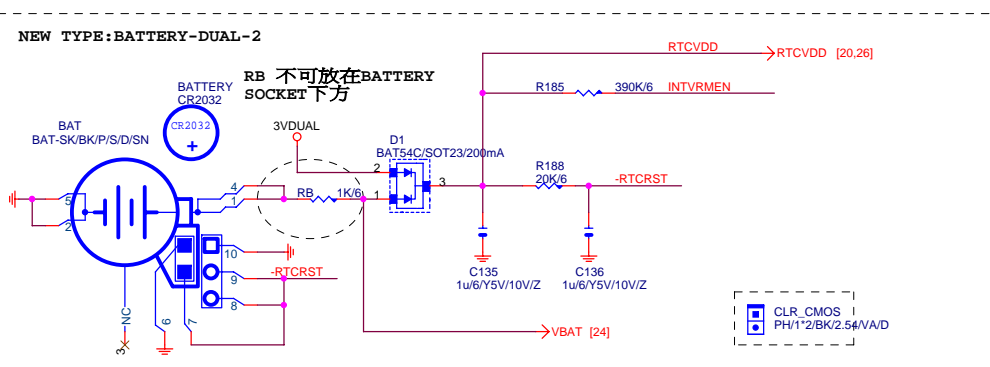 NEW TYPE:BATTERY-DUAL-2
RTCVDD
RTCVDD [20,26]
RB 不可放在BATTERY
SOCKET下方
BATTERY
CR2032
R185
390K/6
INTVRMEN
CR2032
+
BAT
BAT-SK/BK/P/S/D/SN
3VDUAL
D1
BAT54C/SOT23/200mA
2
1
3
R188
20K/6
-RTCRST
4
1
RB
1K/6
5
2
10
-RTCRST
9
8
C135
1u/6/Y5V/10V/Z
C136
1u/6/Y5V/10V/Z
NC
3
6
7
VBAT [24]
CLR_CMOS
PH/1*2/BK/2.54/VA/D